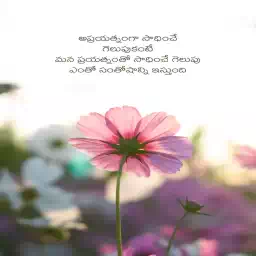 అప్రయత్నంగా సాధించే
గెలుపుకంటే
మన ప్రయత్నంతో సాధించే గెలుపు
ఎంతో సంతోషాన్ని ఇస్తుంది